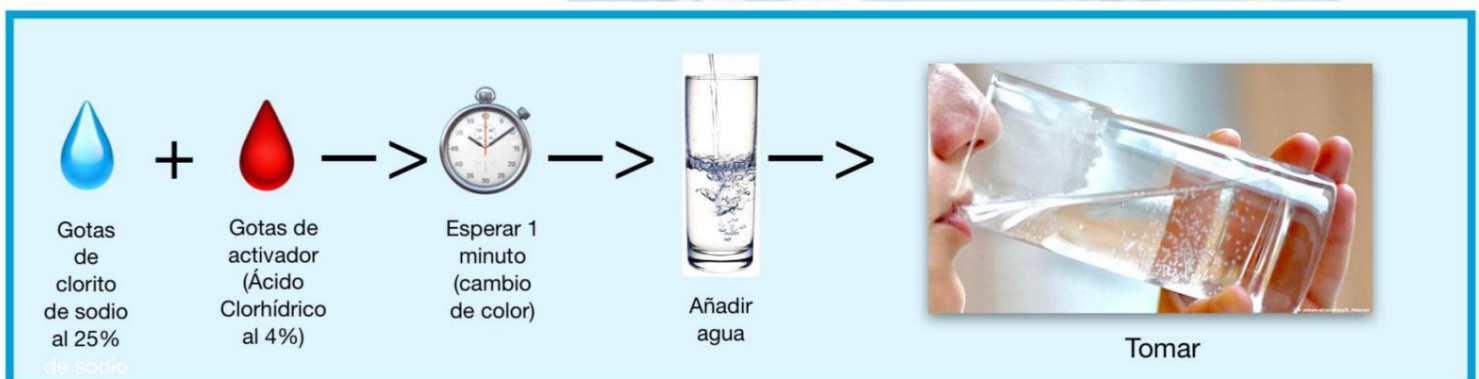 Gotas
de
clorito
de sodio
al 25%
de sodio
Gotas de
activador
(Ácido
Clorhídrico
al 4%)
Esperar 1
minuto
(cambio
de color)
Añadir
agua
Tomar